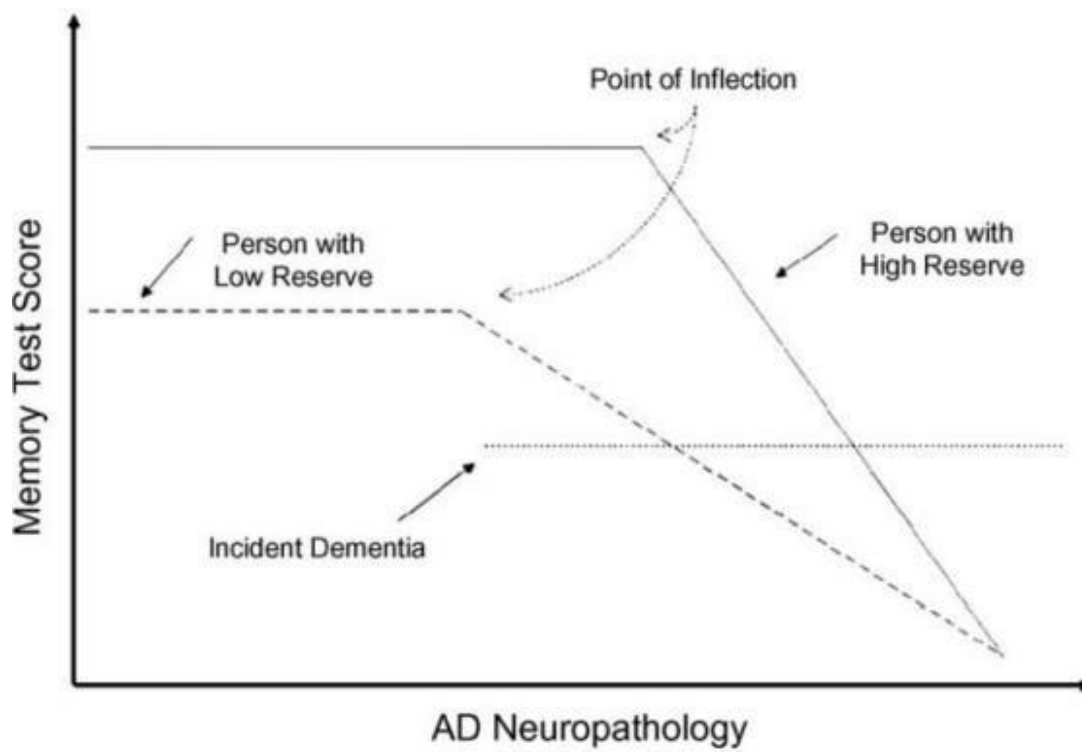 Point of Inflection
Person with
Low Reserve
Person with
High Reserve
Incident Dementia
Memory Test Score
AD Neuropathology